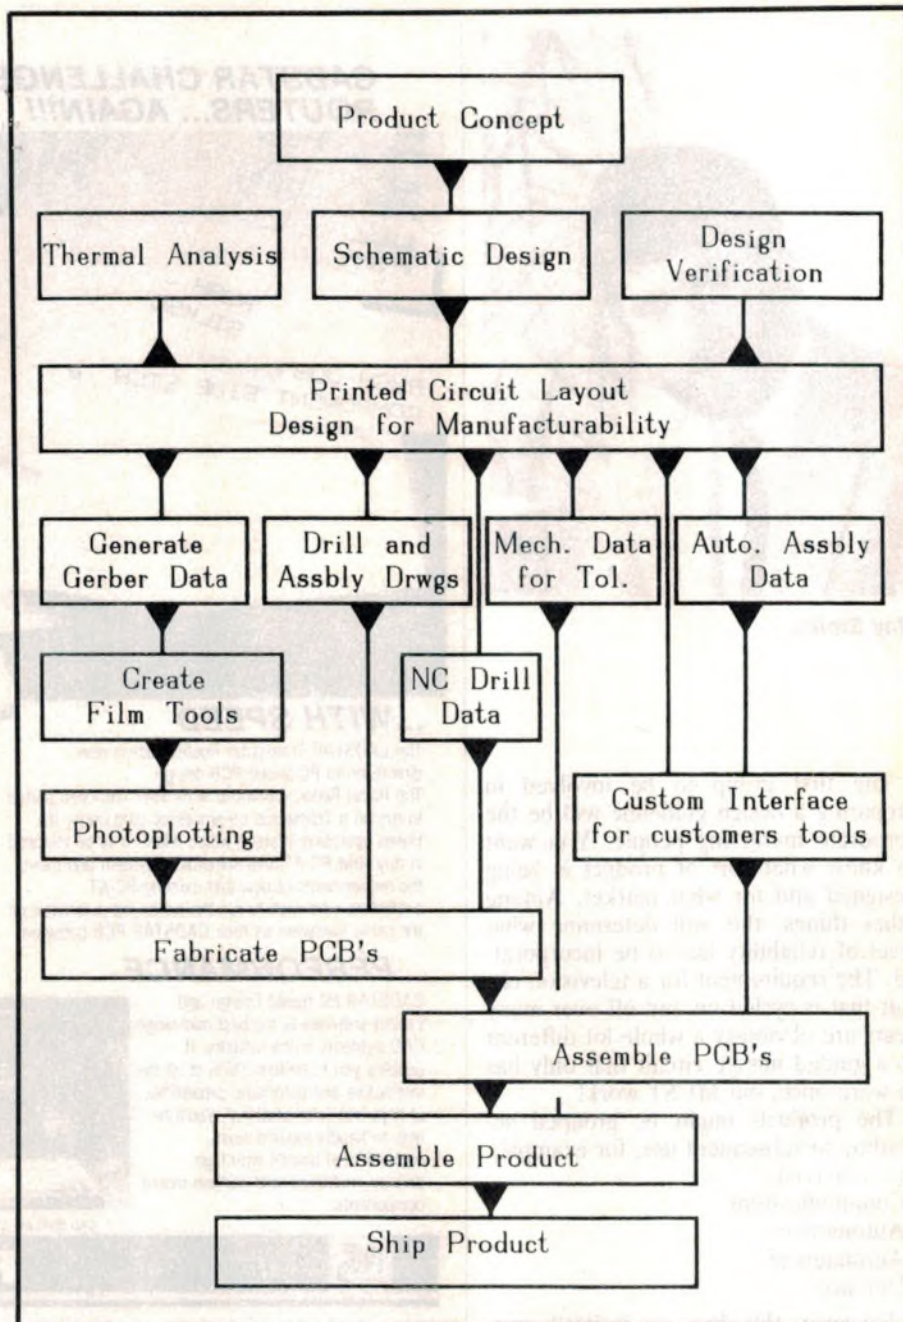 Product Concept
Thermal Analysis
Schematic Design
Design
Verification
Printed Circuit Layout
Design for Manufacturability
Generate
Gerber Data
Drill and
Assbly Drwgs
Mech. Data
for Tol.
Auto. Assbly
Data
Create
Film Tools
NC Drill
Data
Photoplotting
Custom Interface
for customers tools
Fabricate PCB's
Assemble PCB's
Assemble Product
Ship Product